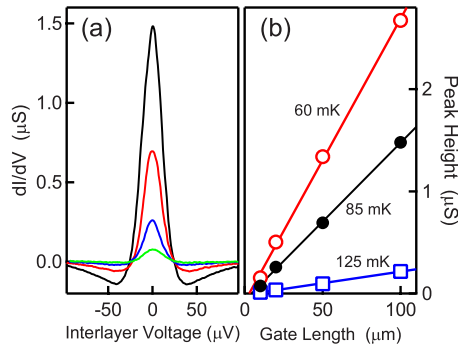 (a)
(b)
1.5
1.0
0.5
0.0
dI/dV (μS)
-50
0
50
Interlayer Voltage (μV)
60 mK
85 mK
125 mK
2
1
0
Peak Height (μS)
0
50
100
Gate Length (μm)